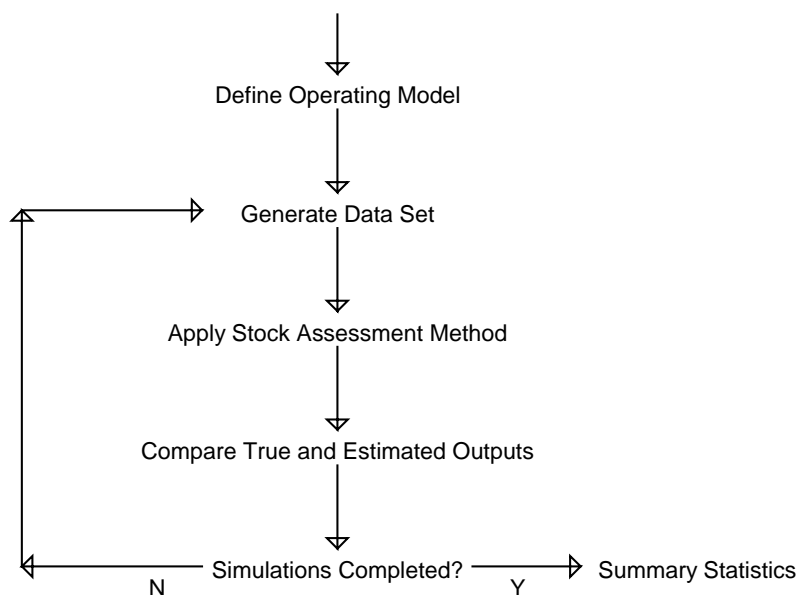 Define Operating Model
Generate Data Set
Apply Stock Assessment Method
Compare True and Estimated Outputs
Simulations Completed?
N
Y
Summary Statistics